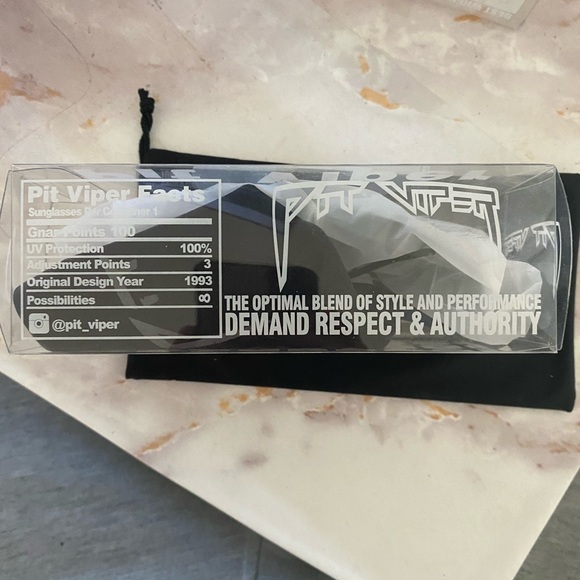 Pit Viper Facts
Sunglasses Per Container 1
Gnar Points 100
UV Protection 100%
Adjustment Points 3
Original Design Year 1993
Possibilities ∞
@pit_viper
PIT VIPER
THE OPTIMAL BLEND OF STYLE AND PERFORMANCE
DEMAND RESPECT & AUTHORITY